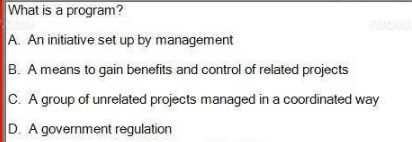 What is a program?
A. An initiative set up by management
B. A means to gain benefits and control of related projects
C. A group of unrelated projects managed in a coordinated way
D. A government regulation